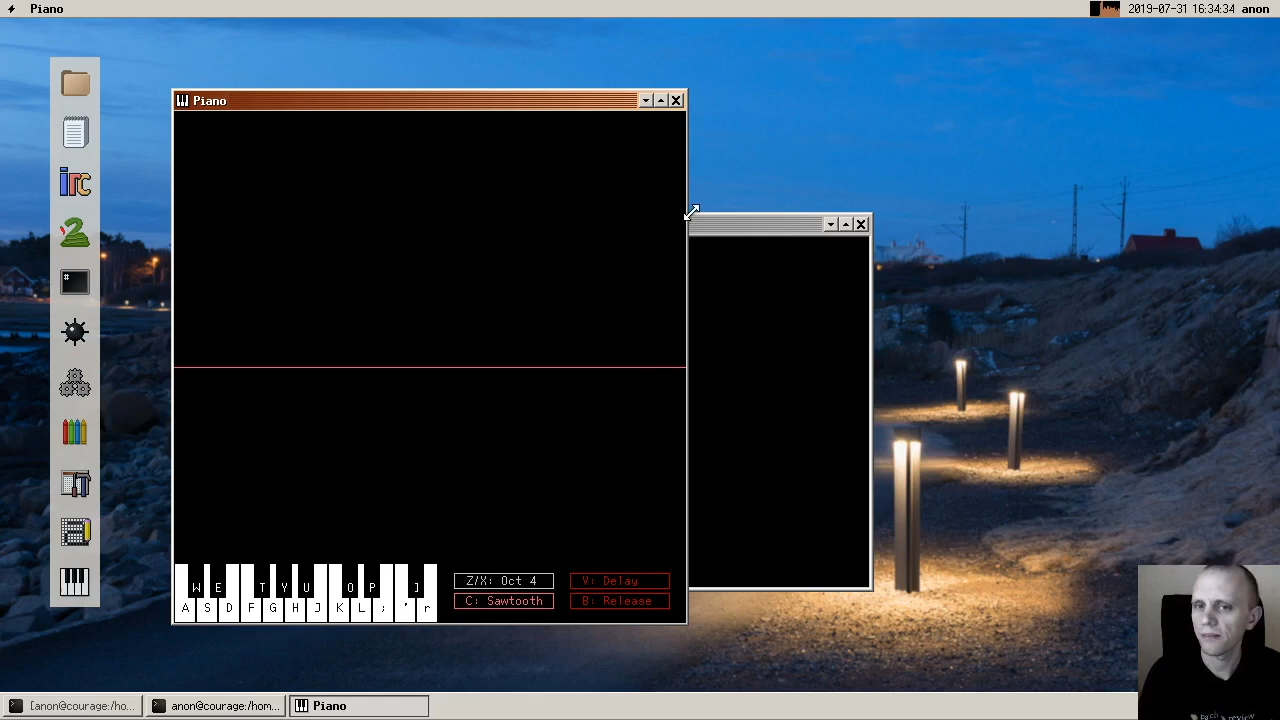 Piano
2019-07-31 16:34:34 anon
irc
#
Piano
W E T Y U O P ]
A S D F G H J K L ; ' r
Z/X: Oct 4
V: Delay
C: Sawtooth
B: Release
[anon@courage:/ho...
anon@courage:/hom...
Piano